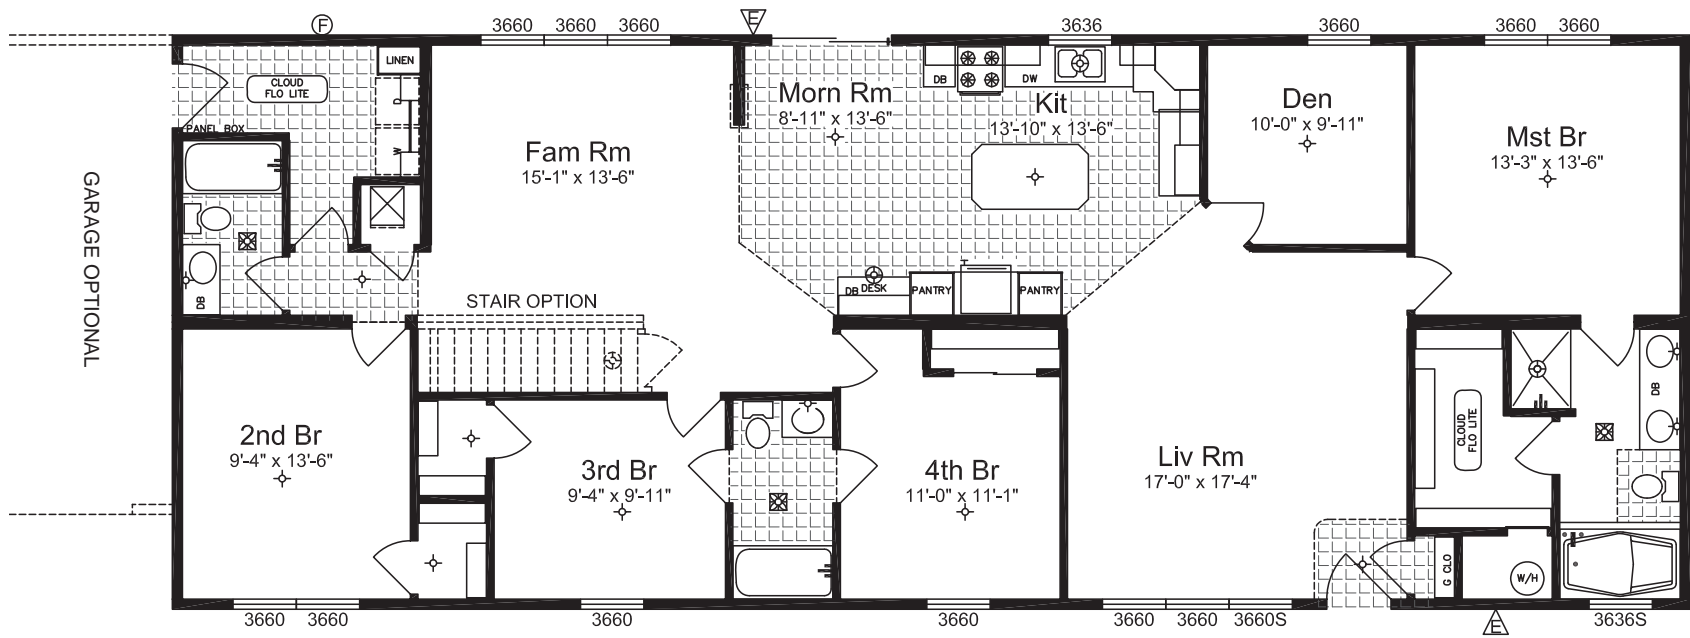 F
3660
3660
3660
E
3636
3660
3660
3660
LINEN
CLOUD
FLO LITE
D
W
PANEL BOX
Fam Rm
15'-1" x 13'-6"
Morn Rm
8'-11" x 13'-6"
DB
DW
Kit
13'-10" x 13'-6"
Den
10'-0" x 9'-11"
Mst Br
13'-3" x 13'-6"
GARAGE OPTIONAL
DB
STAIR OPTION
DB
DESK
PANTRY
PANTRY
2nd Br
9'-4" x 13'-6"
3rd Br
9'-4" x 9'-11"
4th Br
11'-0" x 11'-1"
Liv Rm
17'-0" x 17'-4"
CLOUD
FLO LITE
DB
G CLO
W/H
3660
3660
3660
3660
3660
3660
3660S
E
3636S